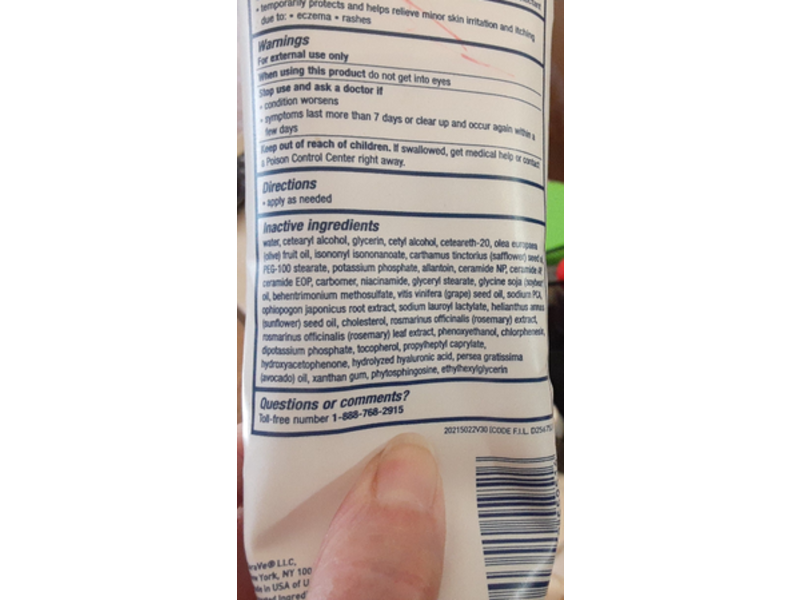 • temporarily protects and helps relieve minor skin irritation and itching
due to: • eczema • rashes
Warnings
For external use only
When using this product do not get into eyes
Stop use and ask a doctor if
• condition worsens
• symptoms last more than 7 days or clear up and occur again within a
few days
Keep out of reach of children. If swallowed, get medical help or contact
a Poison Control Center right away.
Directions
• apply as needed
Inactive ingredients
water, cetearyl alcohol, glycerin, cetyl alcohol, ceteareth-20, olea europaea
(olive) fruit oil, isononyl isononanoate, carthamus tinctorius (safflower) seed
PEG-100 stearate, potassium phosphate, allantoin, ceramide NP, ceramide
ceramide EOP, carbomer, niacinamide, glyceryl stearate, glycine soja (soybean)
oil, behentrimonium methosulfate, vitis vinifera (grape) seed oil, sodium PCA,
ophiopogon japonicus root extract, sodium lauroyl lactylate, helianthus annuus
(sunflower) seed oil, cholesterol, rosmarinus officinalis (rosemary) extract,
rosmarinus officinalis (rosemary) leaf extract, phenoxyethanol, chlorphenesin,
dipotassium phosphate, tocopherol, propylheptyl caprylate,
hydroxyacetophenone, hydrolyzed hyaluronic acid, persea gratissima
(avocado) oil, xanthan gum, phytosphingosine, ethylhexylglycerin
Questions or comments?
Toll-free number 1-888-768-2915
20215022V30 (CODE F.I.L.
raVe® LLC,
York, NY 100
in USA of U